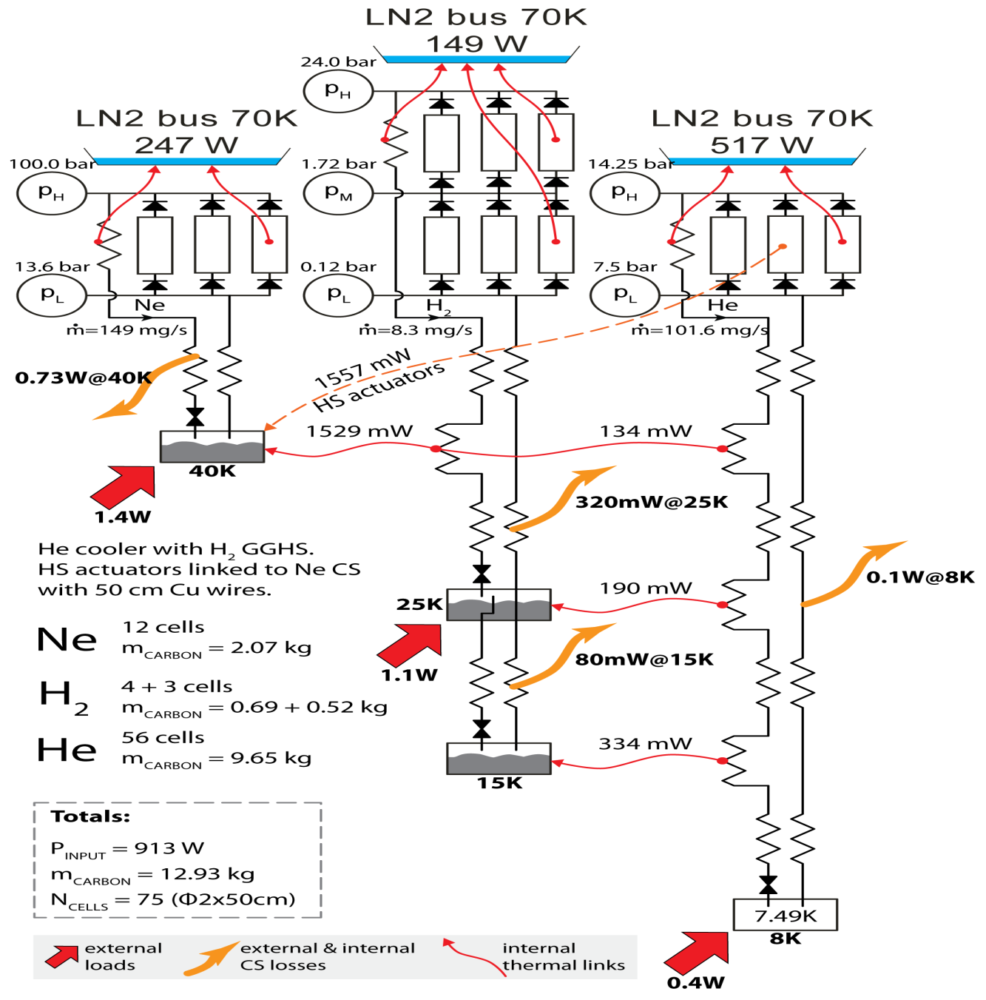 LN2 bus 70K
149 W
24.0 bar
pH
1.72 bar
pM
0.12 bar
pL
H2
ṁ=8.3 mg/s
LN2 bus 70K
247 W
100.0 bar
pH
13.6 bar
pL
Ne
ṁ=149 mg/s
LN2 bus 70K
517 W
14.25 bar
pH
7.5 bar
pL
He
ṁ=101.6 mg/s
0.73W@40K
1557 mW
HS actuators
1529 mW
134 mW
40K
1.4W
320mW@25K
190 mW
0.1W@8K
25K
1.1W
80mW@15K
334 mW
15K
7.49K
8K
0.4W
He cooler with H2 GGHS.
HS actuators linked to Ne CS
with 50 cm Cu wires.
Ne
12 cells
mCARBON = 2.07 kg
H2
4 + 3 cells
mCARBON = 0.69 + 0.52 kg
He
56 cells
mCARBON = 9.65 kg
Totals:
PINPUT = 913 W
mCARBON = 12.93 kg
NCELLS = 75 (Φ2x50cm)
external
loads
external & internal
CS losses
internal
thermal links